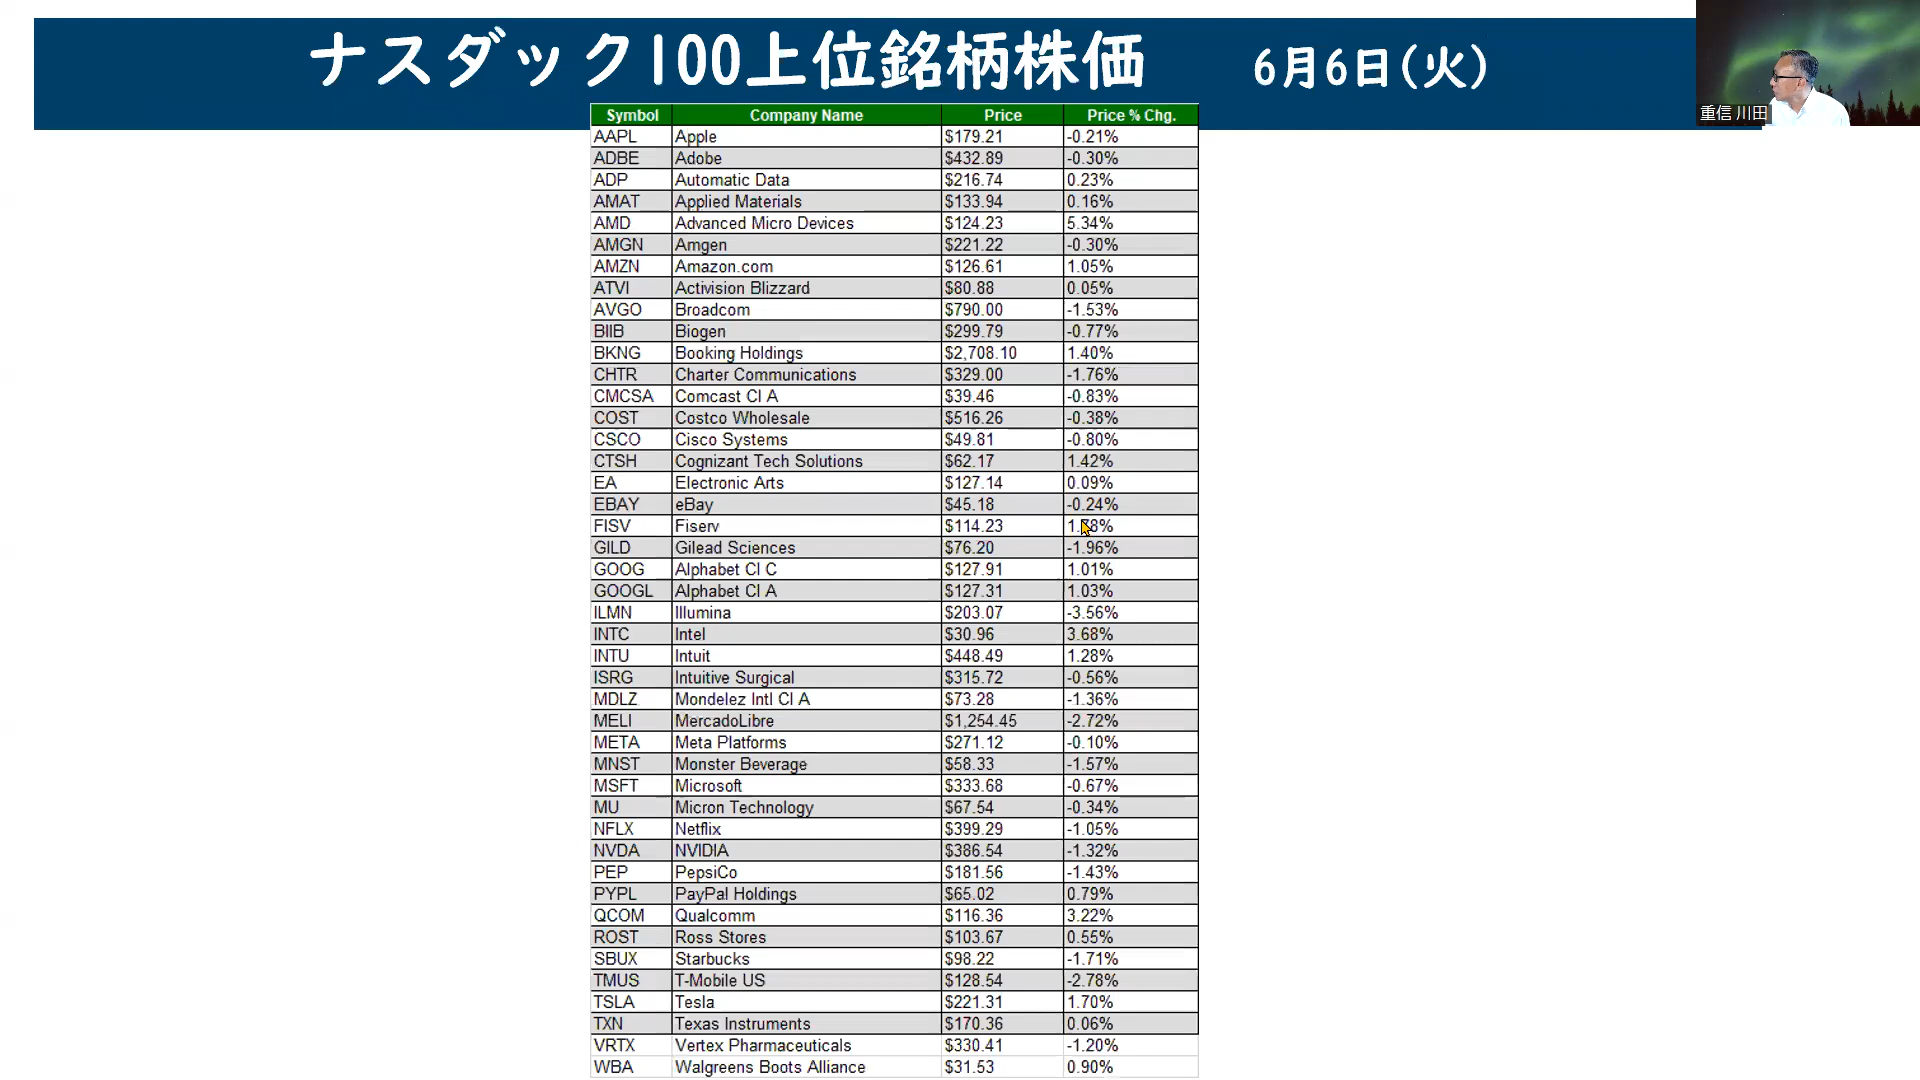 ナスダック100上位銘柄株価 6月6日(火)
重信 川田
Symbol Company Name Price Price % Chg.
AAPL Apple $179.21 -0.21%
ADBE Adobe $432.89 -0.30%
ADP Automatic Data $216.74 0.23%
AMAT Applied Materials $133.94 0.16%
AMD Advanced Micro Devices $124.23 5.34%
AMGN Amgen $221.22 -0.30%
AMZN Amazon.com $126.61 1.05%
ATVI Activision Blizzard $80.88 0.05%
AVGO Broadcom $790.00 -1.53%
BIIB Biogen $299.79 -0.77%
BKNG Booking Holdings $2,708.10 1.40%
CHTR Charter Communications $329.00 -1.76%
CMCSA Comcast Cl A $39.46 -0.83%
COST Costco Wholesale $516.26 -0.38%
CSCO Cisco Systems $49.81 -0.80%
CTSH Cognizant Tech Solutions $62.17 1.42%
EA Electronic Arts $127.14 0.09%
EBAY eBay $45.18 -0.24%
FISV Fiserv $114.23
GILD Gilead Sciences $76.20 -1.96%
GOOG Alphabet Cl C $127.91 1.01%
GOOGL Alphabet Cl A $127.31 1.03%
ILMN Illumina $203.07 -3.56%
INTC Intel $30.96 3.68%
INTU Intuit $448.49 1.28%
ISRG Intuitive Surgical $315.72 -0.56%
MDLZ Mondelez Intl Cl A $73.28 -1.36%
MELI MercadoLibre $1,254.45 -2.72%
META Meta Platforms $271.12 -0.10%
MNST Monster Beverage $58.33 -1.57%
MSFT Microsoft $333.68 -0.67%
MU Micron Technology $67.54 -0.34%
NFLX Netflix $399.29 -1.05%
NVDA NVIDIA $386.54 -1.32%
PEP PepsiCo $181.56 -1.43%
PYPL PayPal Holdings $65.02 0.79%
QCOM Qualcomm $116.36 3.22%
ROST Ross Stores $103.67 0.55%
SBUX Starbucks $98.22 -1.71%
TMUS T-Mobile US $128.54 -2.78%
TSLA Tesla $221.31 1.70%
TXN Texas Instruments $170.36 0.06%
VRTX Vertex Pharmaceuticals $330.41 -1.20%
WBA Walgreens Boots Alliance $31.53 0.90%